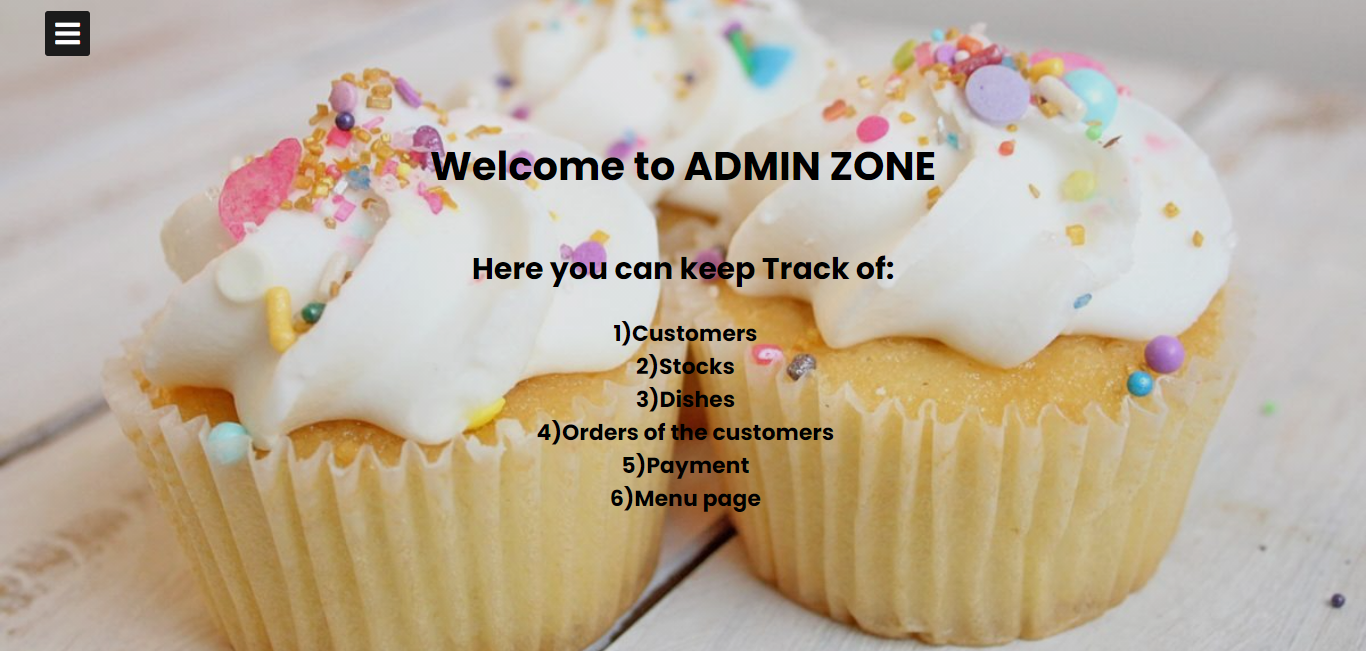 Welcome to ADMIN ZONE
Here you can keep Track of:
1)Customers
2)Stocks
3)Dishes
4)Orders of the customers
5)Payment
6)Menu page